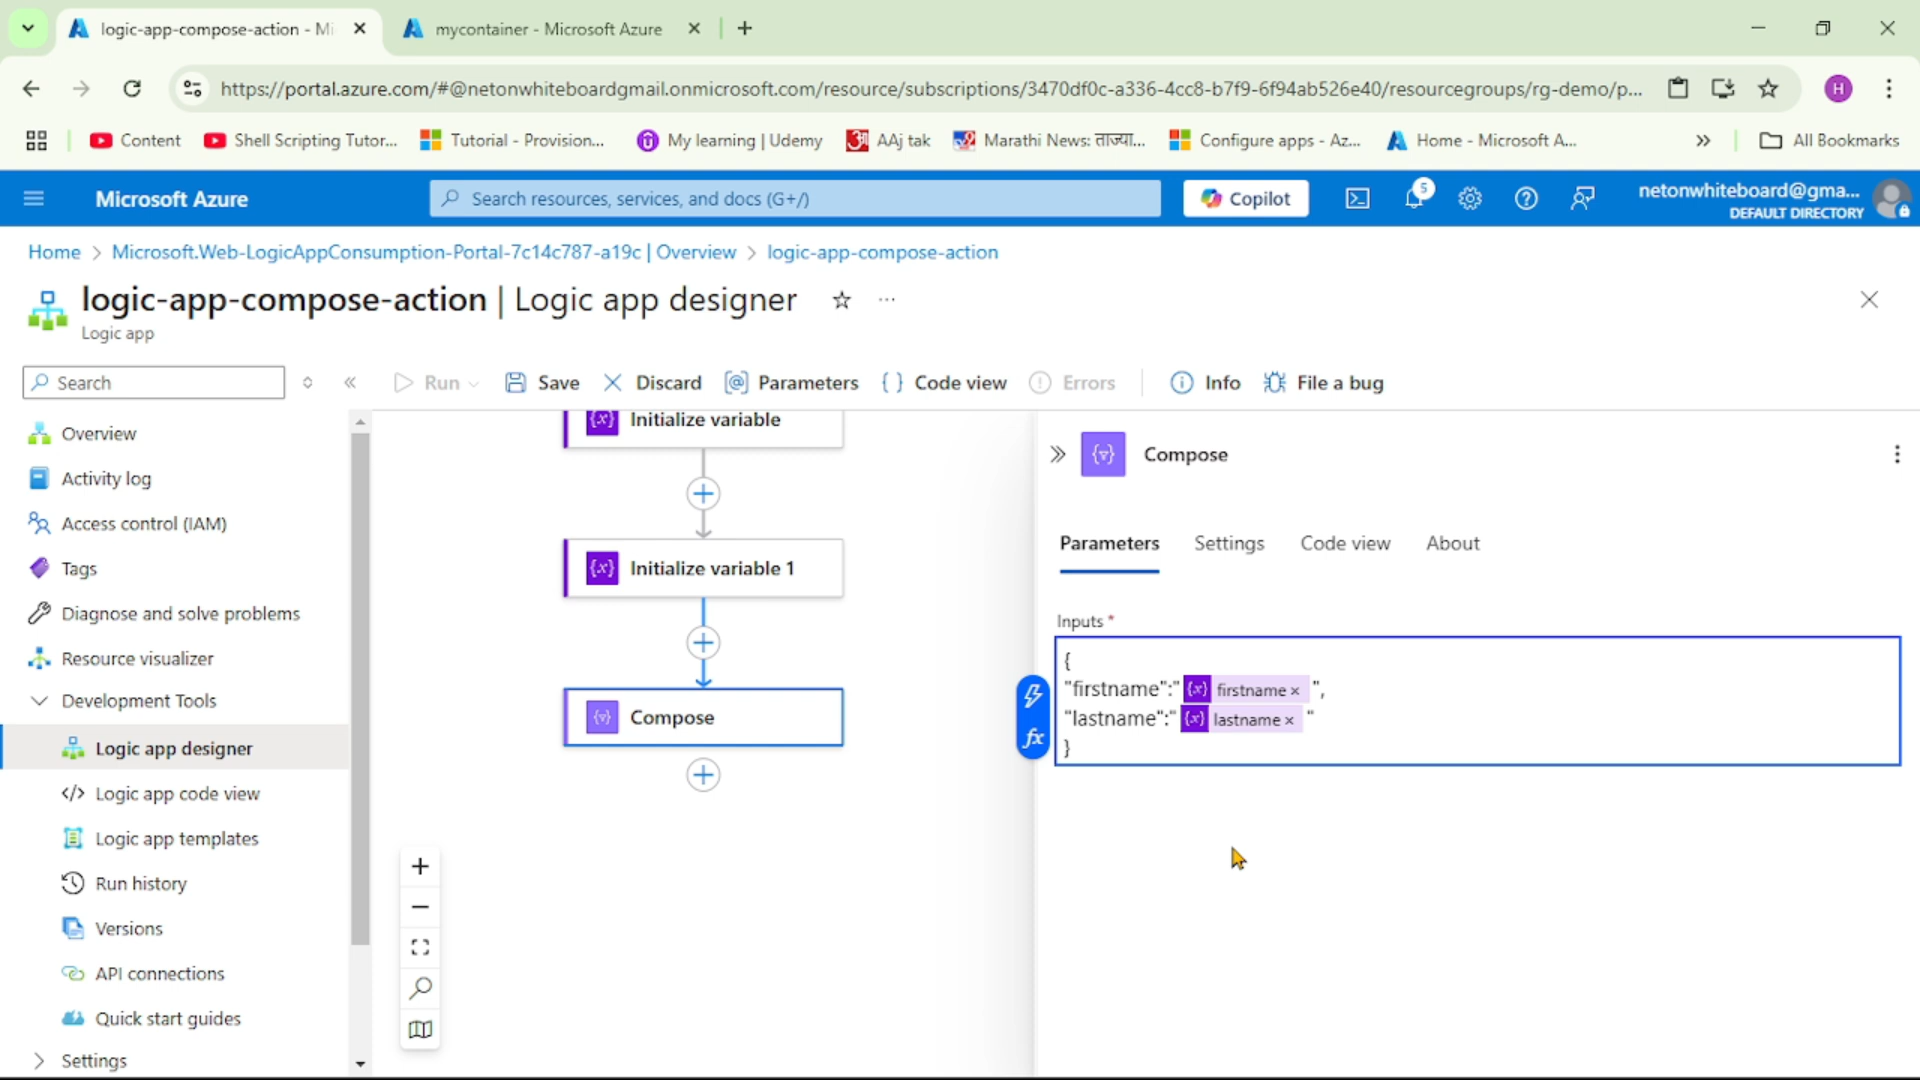 logic-app-compose-action - Mi
mycontainer - Microsoft Azure
https://portal.azure.com/#@netonwhiteboardgmail.onmicrosoft.com/resource/subscriptions/3470df0c-a336-4cc8-b7f9-6f94ab526e40/resourcegroups/rg-demo/p...
H
Content
Shell Scripting Tutor...
Tutorial - Provision...
My learning | Udemy
AAj tak
Marathi News: ताज्या...
Configure apps - Az...
Home - Microsoft A...
All Bookmarks
Microsoft Azure
Search resources, services, and docs (G+/)
Copilot
5
netonwhiteboard@gma...
DEFAULT DIRECTORY
Home > Microsoft.Web-LogicAppConsumption-Portal-7c14c787-a19c | Overview > logic-app-compose-action
logic-app-compose-action | Logic app designer
Logic app
Search
Run
Save
Discard
Parameters
Code view
Errors
Info
File a bug
Overview
Activity log
Access control (IAM)
Tags
Diagnose and solve problems
Resource visualizer
Development Tools
Logic app designer
Logic app code view
Logic app templates
Run history
Versions
API connections
Quick start guides
Settings
Initialize variable
Initialize variable 1
Compose
Compose
Parameters
Settings
Code view
About
Inputs *
{
"firstname":" {x} firstname × ",
"lastname":" {x} lastname × "
}
fx